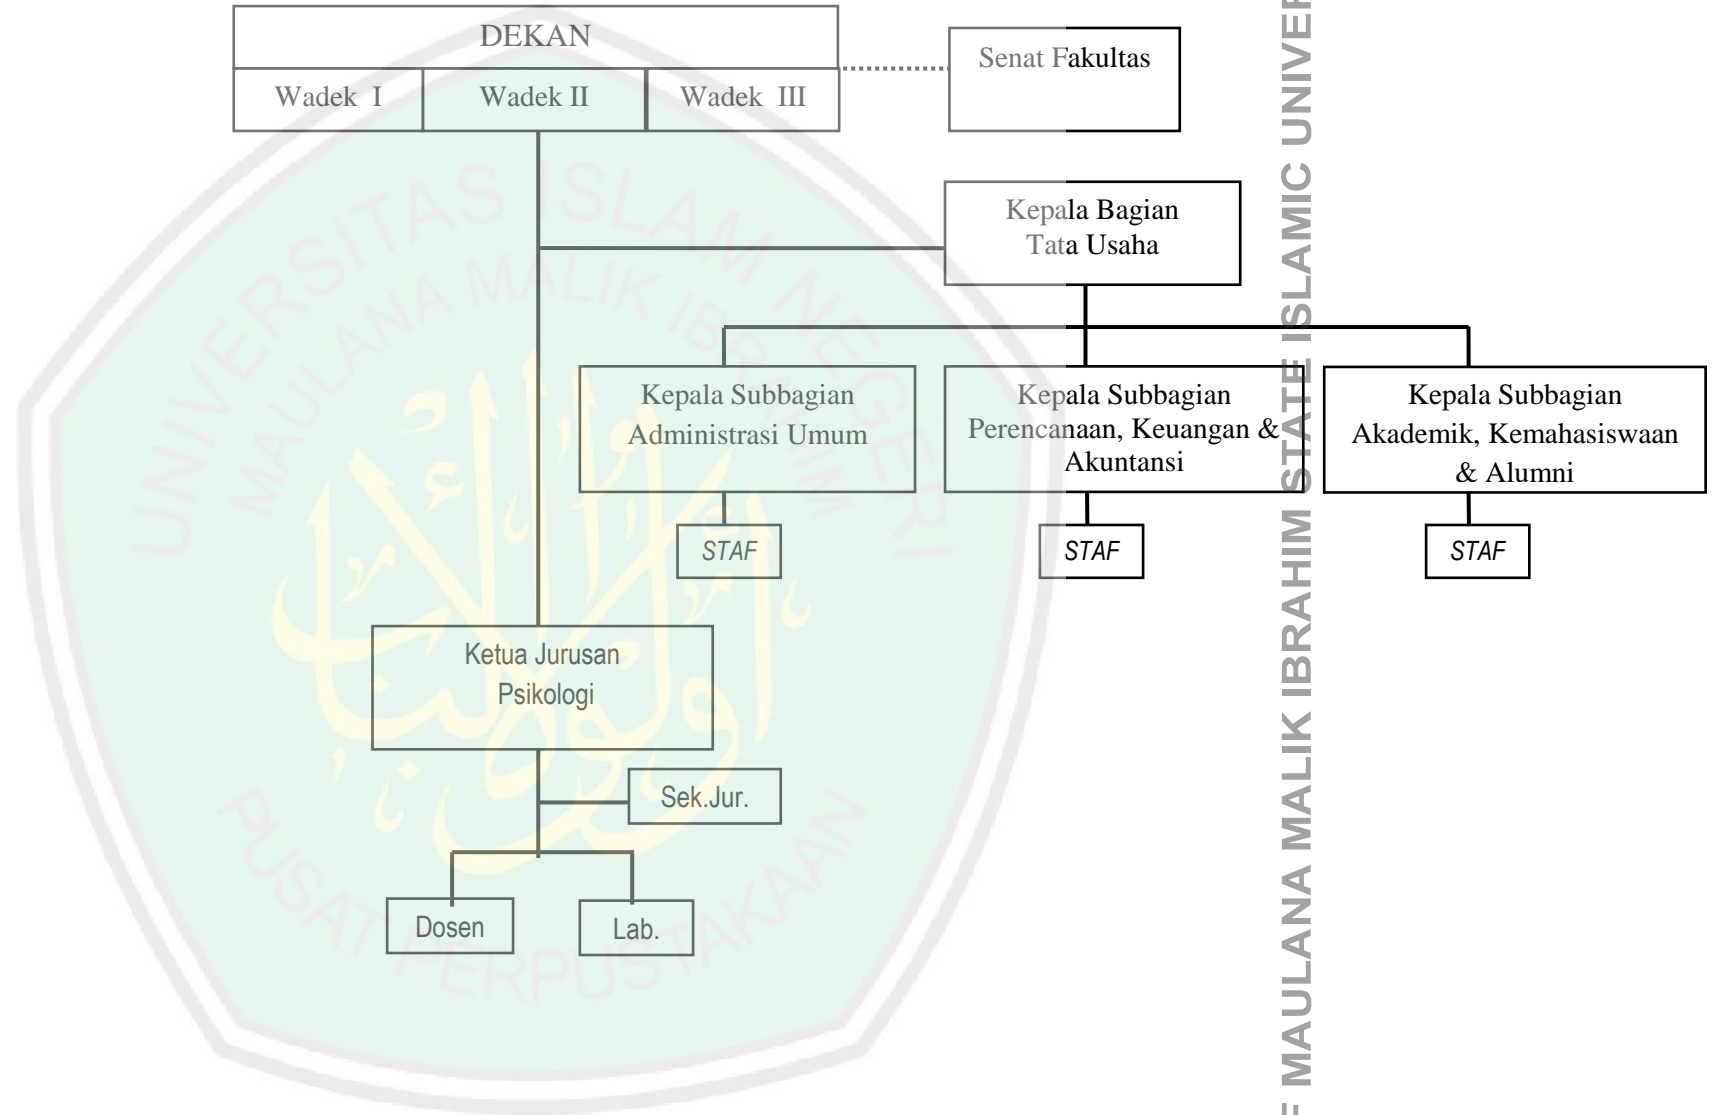 DEKAN
Wadek I
Wadek II
Wadek III
Senat Fakultas
Kepala Bagian
Tata Usaha
Kepala Subbagian
Administrasi Umum
Kepala Subbagian
Perencanaan, Keuangan &
Akuntansi
Kepala Subbagian
Akademik, Kemahasiswaan
& Alumni
STAF
STAF
STAF
Ketua Jurusan
Psikologi
Sek.Jur.
Dosen
Lab.
UNIVERSITAS ISLAM NEGERI
MAULANA MALIK IBRAHIM
PUSAT PERPUSTAKAAN
MAULANA MALIK IBRAHIM STATE ISLAMIC